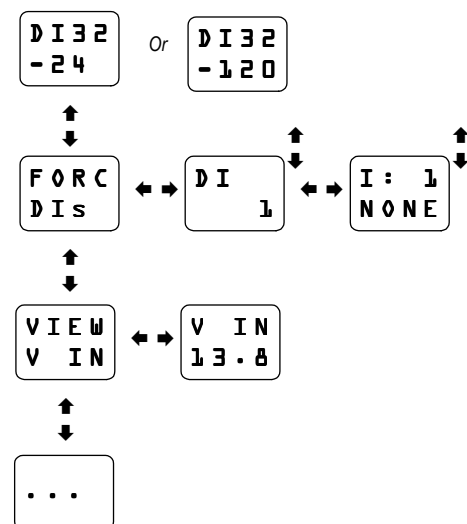 DI32
-24
Or
DI32
-120
FORC
DIs
DI
1
I: 1
NONE
VIEW
V IN
V IN
13.8
...